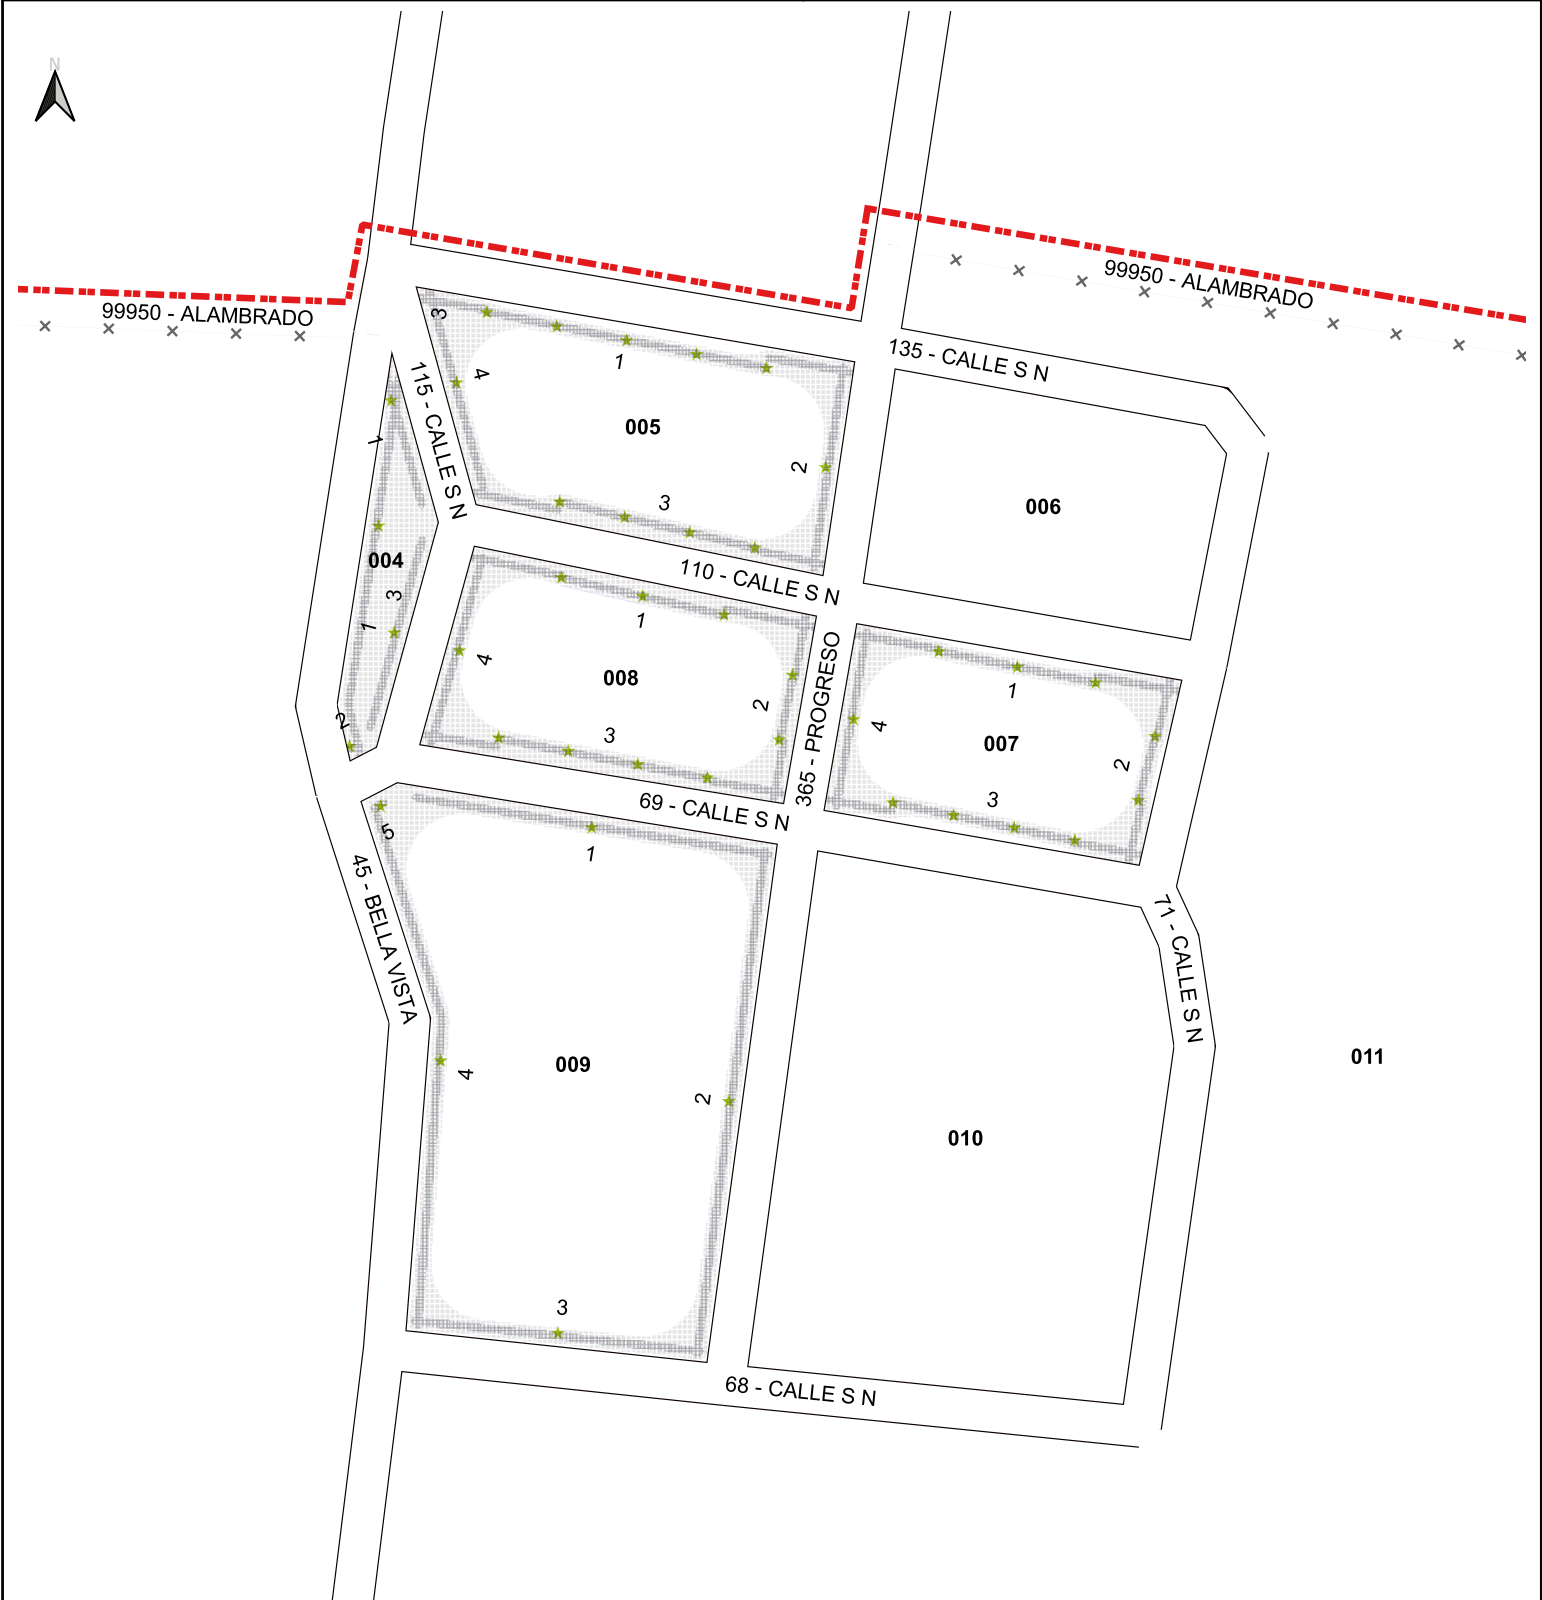 N
99950 - ALAMBRADO
99950 - ALAMBRADO
135 - CALLE S N
3
1
4
115 - CALLE S N
005
2
3
1
006
004
3
1
2
110 - CALLE S N
1
4
008
2
3
365 - PROGRESO
1
4
007
2
3
69 - CALLE S N
5
1
45 - BELLA VISTA
71 - CALLE S N
009
4
2
3
010
011
68 - CALLE S N